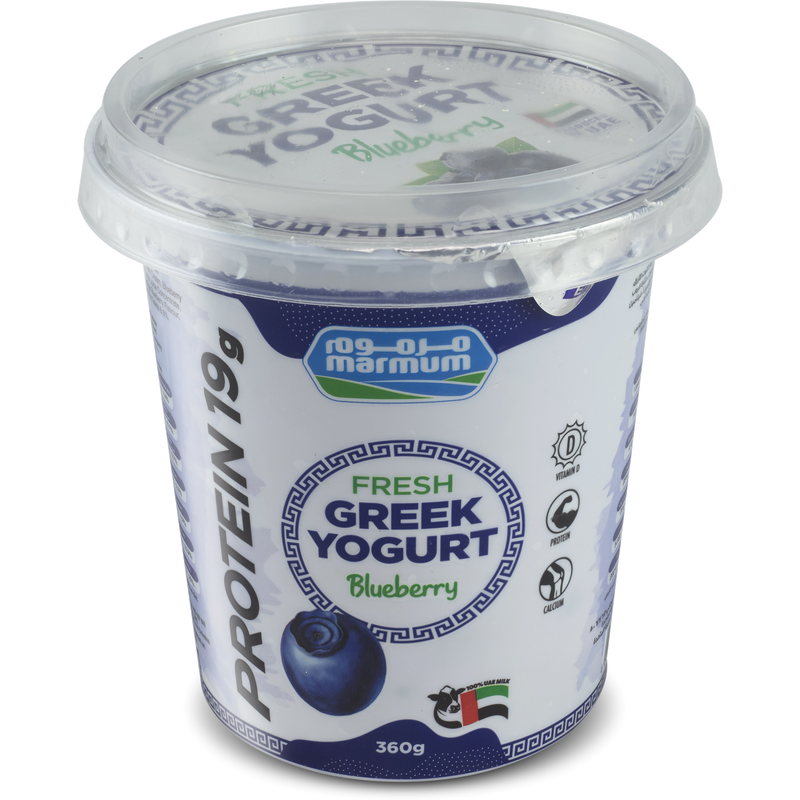 FRESH
GREEK
YOGURT
Blueberry
UAE
مرموم
marmum
PROTEIN 19g
FRESH
GREEK
YOGURT
Blueberry
D
VITAMIN D
PROTEIN
CALCIUM
100% UAE MILK
360g